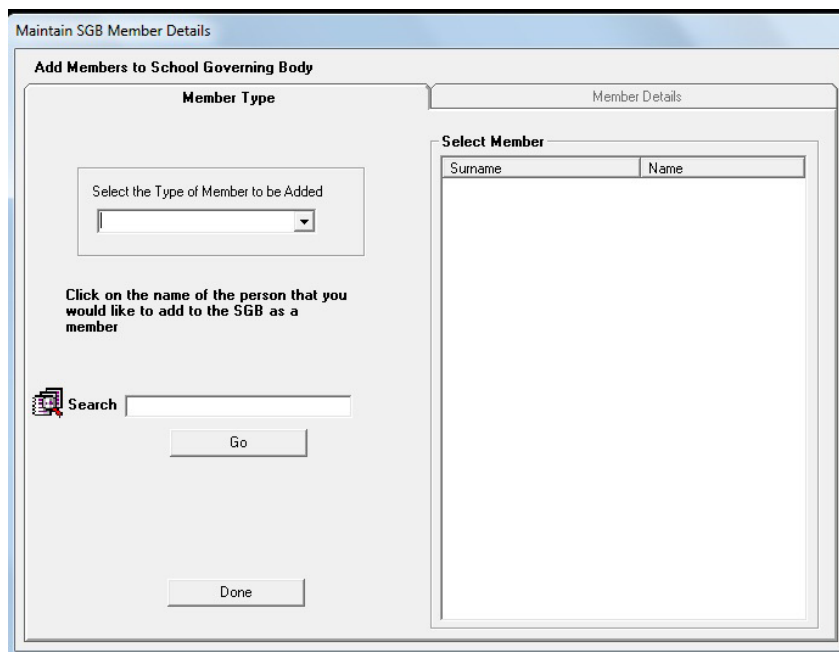 Maintain SGB Member Details
Add Members to School Governing Body
Member Type
Member Details
Select the Type of Member to be Added
Click on the name of the person that you
would like to add to the SGB as a
member
Search
Go
Done
Select Member
Surname Name